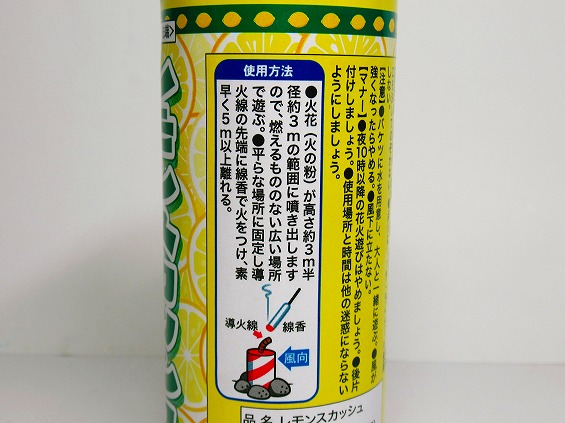 使用方法
●火花（火の粉）が高さ約3m半
径約3mの範囲に噴き出します
ので、燃えるもののない広い場所
で遊ぶ。●平らな場所に固定し導
火線の先端に線香で火をつけ、素
早く5m以上離れる。
導火線
線香
風向
【注意】●バケツに水を用意し、大人と一緒に遊ぶ。●風が
強くなったらやめる。●風下に立たない。
【マナー】●夜10時以降の花火遊びはやめましょう。●後片
付けしましょう。●使用場所と時間は他の迷惑にならない
ようにしましょう。
品名 レモンスカッシュ